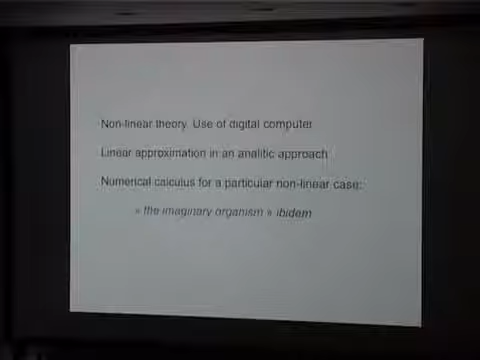 Non-linear theory. Use of digital computer
Linear approximation in an analitic approach
Numerical calculus for a particular non-linear case:
« the imaginary organism » ibidem